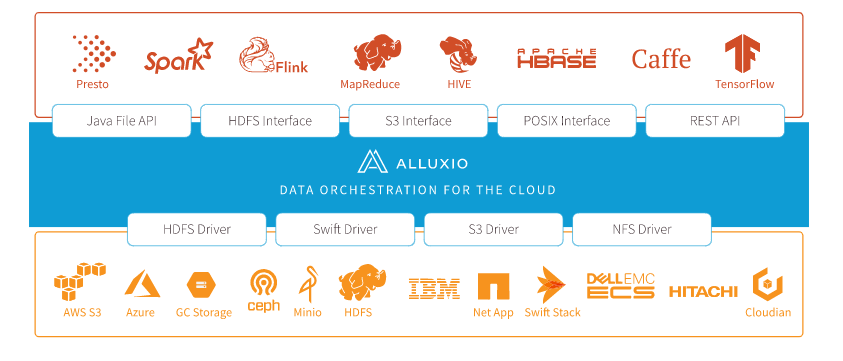 Presto
Spark
Flink
MapReduce
HIVE
APACHE
HBASE
Caffe
TensorFlow
Java File API
HDFS Interface
S3 Interface
POSIX Interface
REST API
ALLUXIO
DATA ORCHESTRATION FOR THE CLOUD
HDFS Driver
Swift Driver
S3 Driver
NFS Driver
AWS S3
Azure
GC Storage
ceph
Minio
HDFS
IBM
Net App
Swift Stack
DELLEMC
ECS
HITACHI
Cloudian